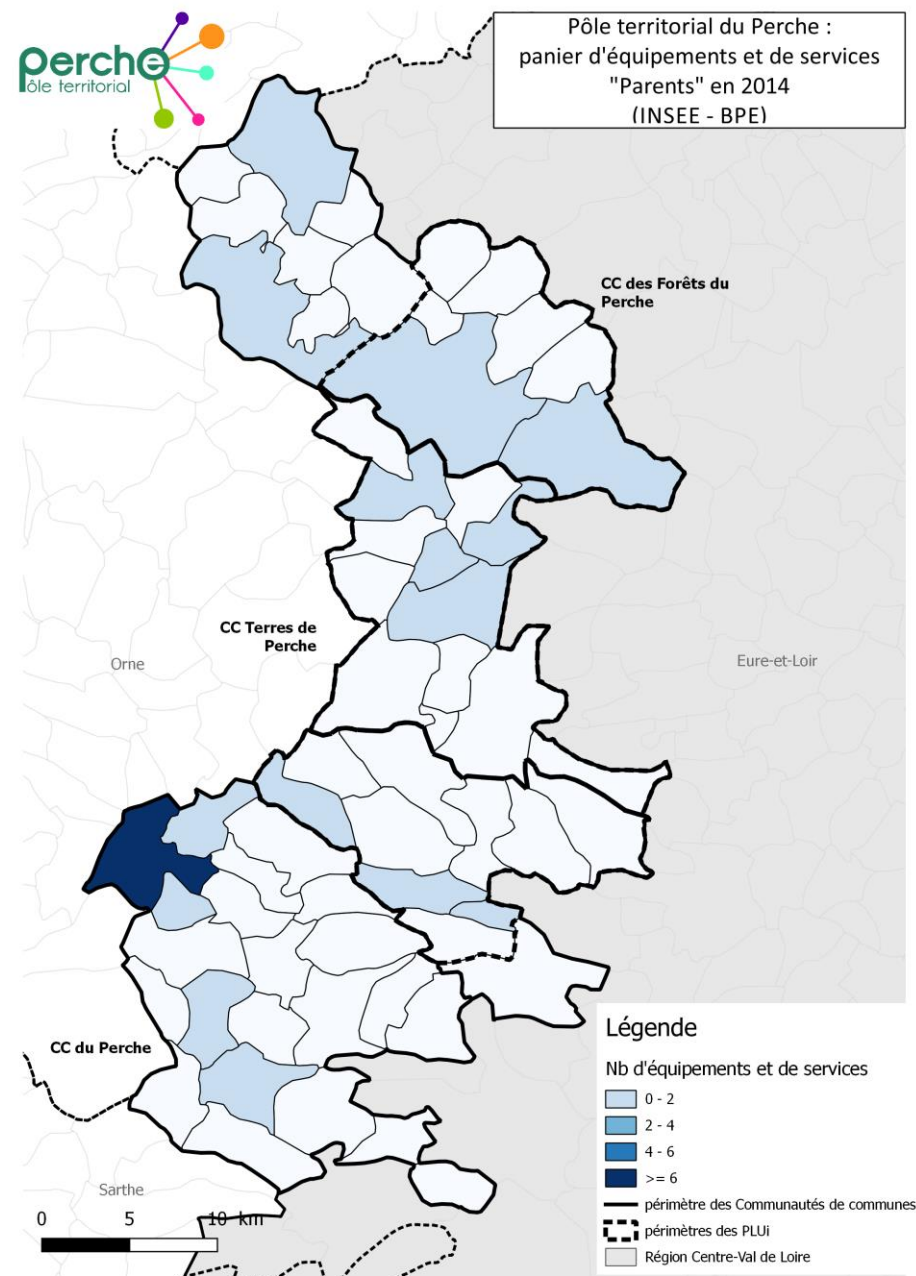 perche
pôle territorial
Pôle territorial du Perche :
panier d'équipements et de services
"Parents" en 2014
(INSEE - BPE)
CC des Forêts du
Perche
CC Terres de
Perche
Orne
Eure-et-Loir
CC du Perche
Sarthe
0 5 10 km
Légende
Nb d'équipements et de services
0 - 2
2 - 4
4 - 6
>= 6
périmètre des Communautés de communes
périmètres des PLUi
Région Centre-Val de Loire